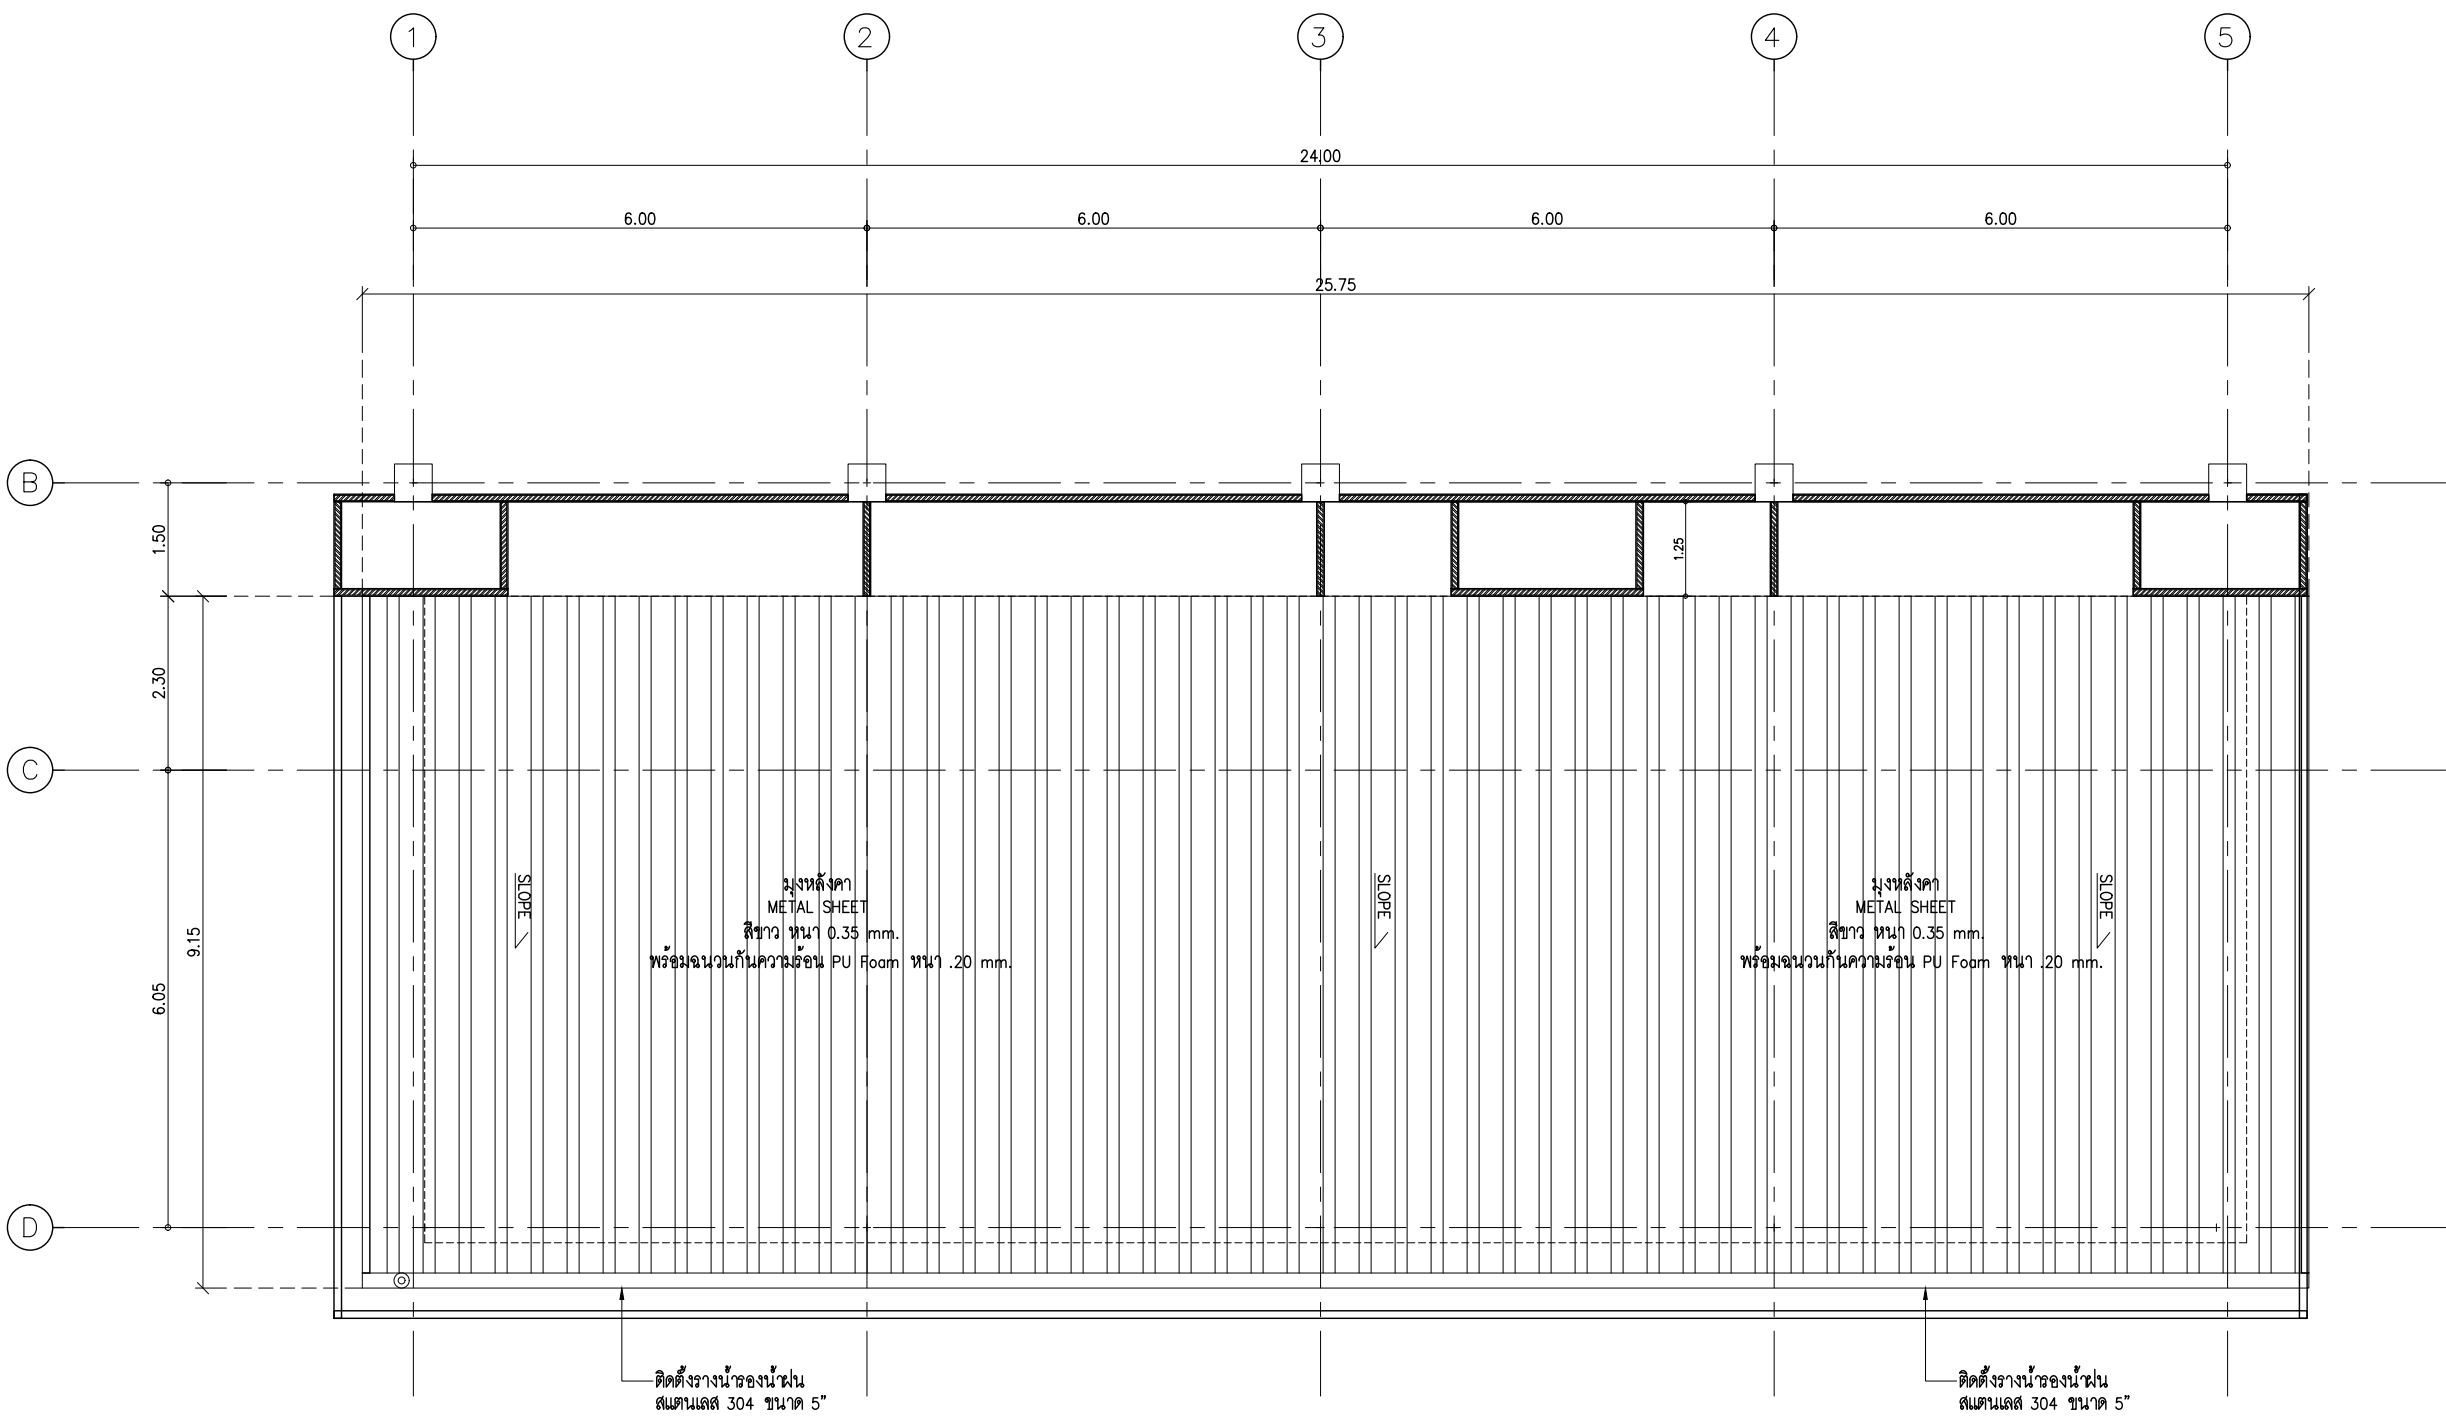 1 2 3 4 5
24.00
6.00 6.00 6.00 6.00
25.75
B
1.50
1.25
2.30
C
SLOPE
SLOPE
SLOPE
มุงหลังคา
METAL SHEET
สีขาว หนา 0.35 mm.
พร้อมฉนวนกันความร้อน PU Foam หนา .20 mm.
มุงหลังคา
METAL SHEET
สีขาว หนา 0.35 mm.
พร้อมฉนวนกันความร้อน PU Foam หนา .20 mm.
9.15
6.05
D
ติดตั้งรางน้ำรองน้ำฝน
สแตนเลส 304 ขนาด 5”
ติดตั้งรางน้ำรองน้ำฝน
สแตนเลส 304 ขนาด 5”